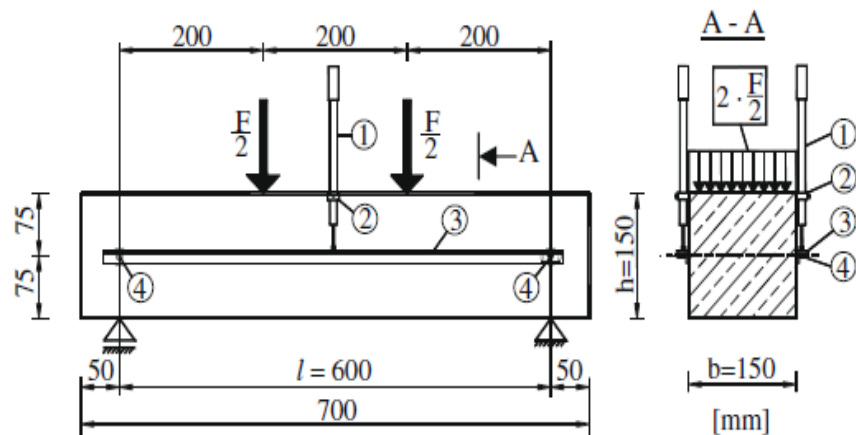 200 200 200
A - A
F/2 ① F/2 A
2 · F/2
① ②
75 ② ③
75 ④ ④
h=150
③ ④
50 l = 600 50
700
b=150
[mm]